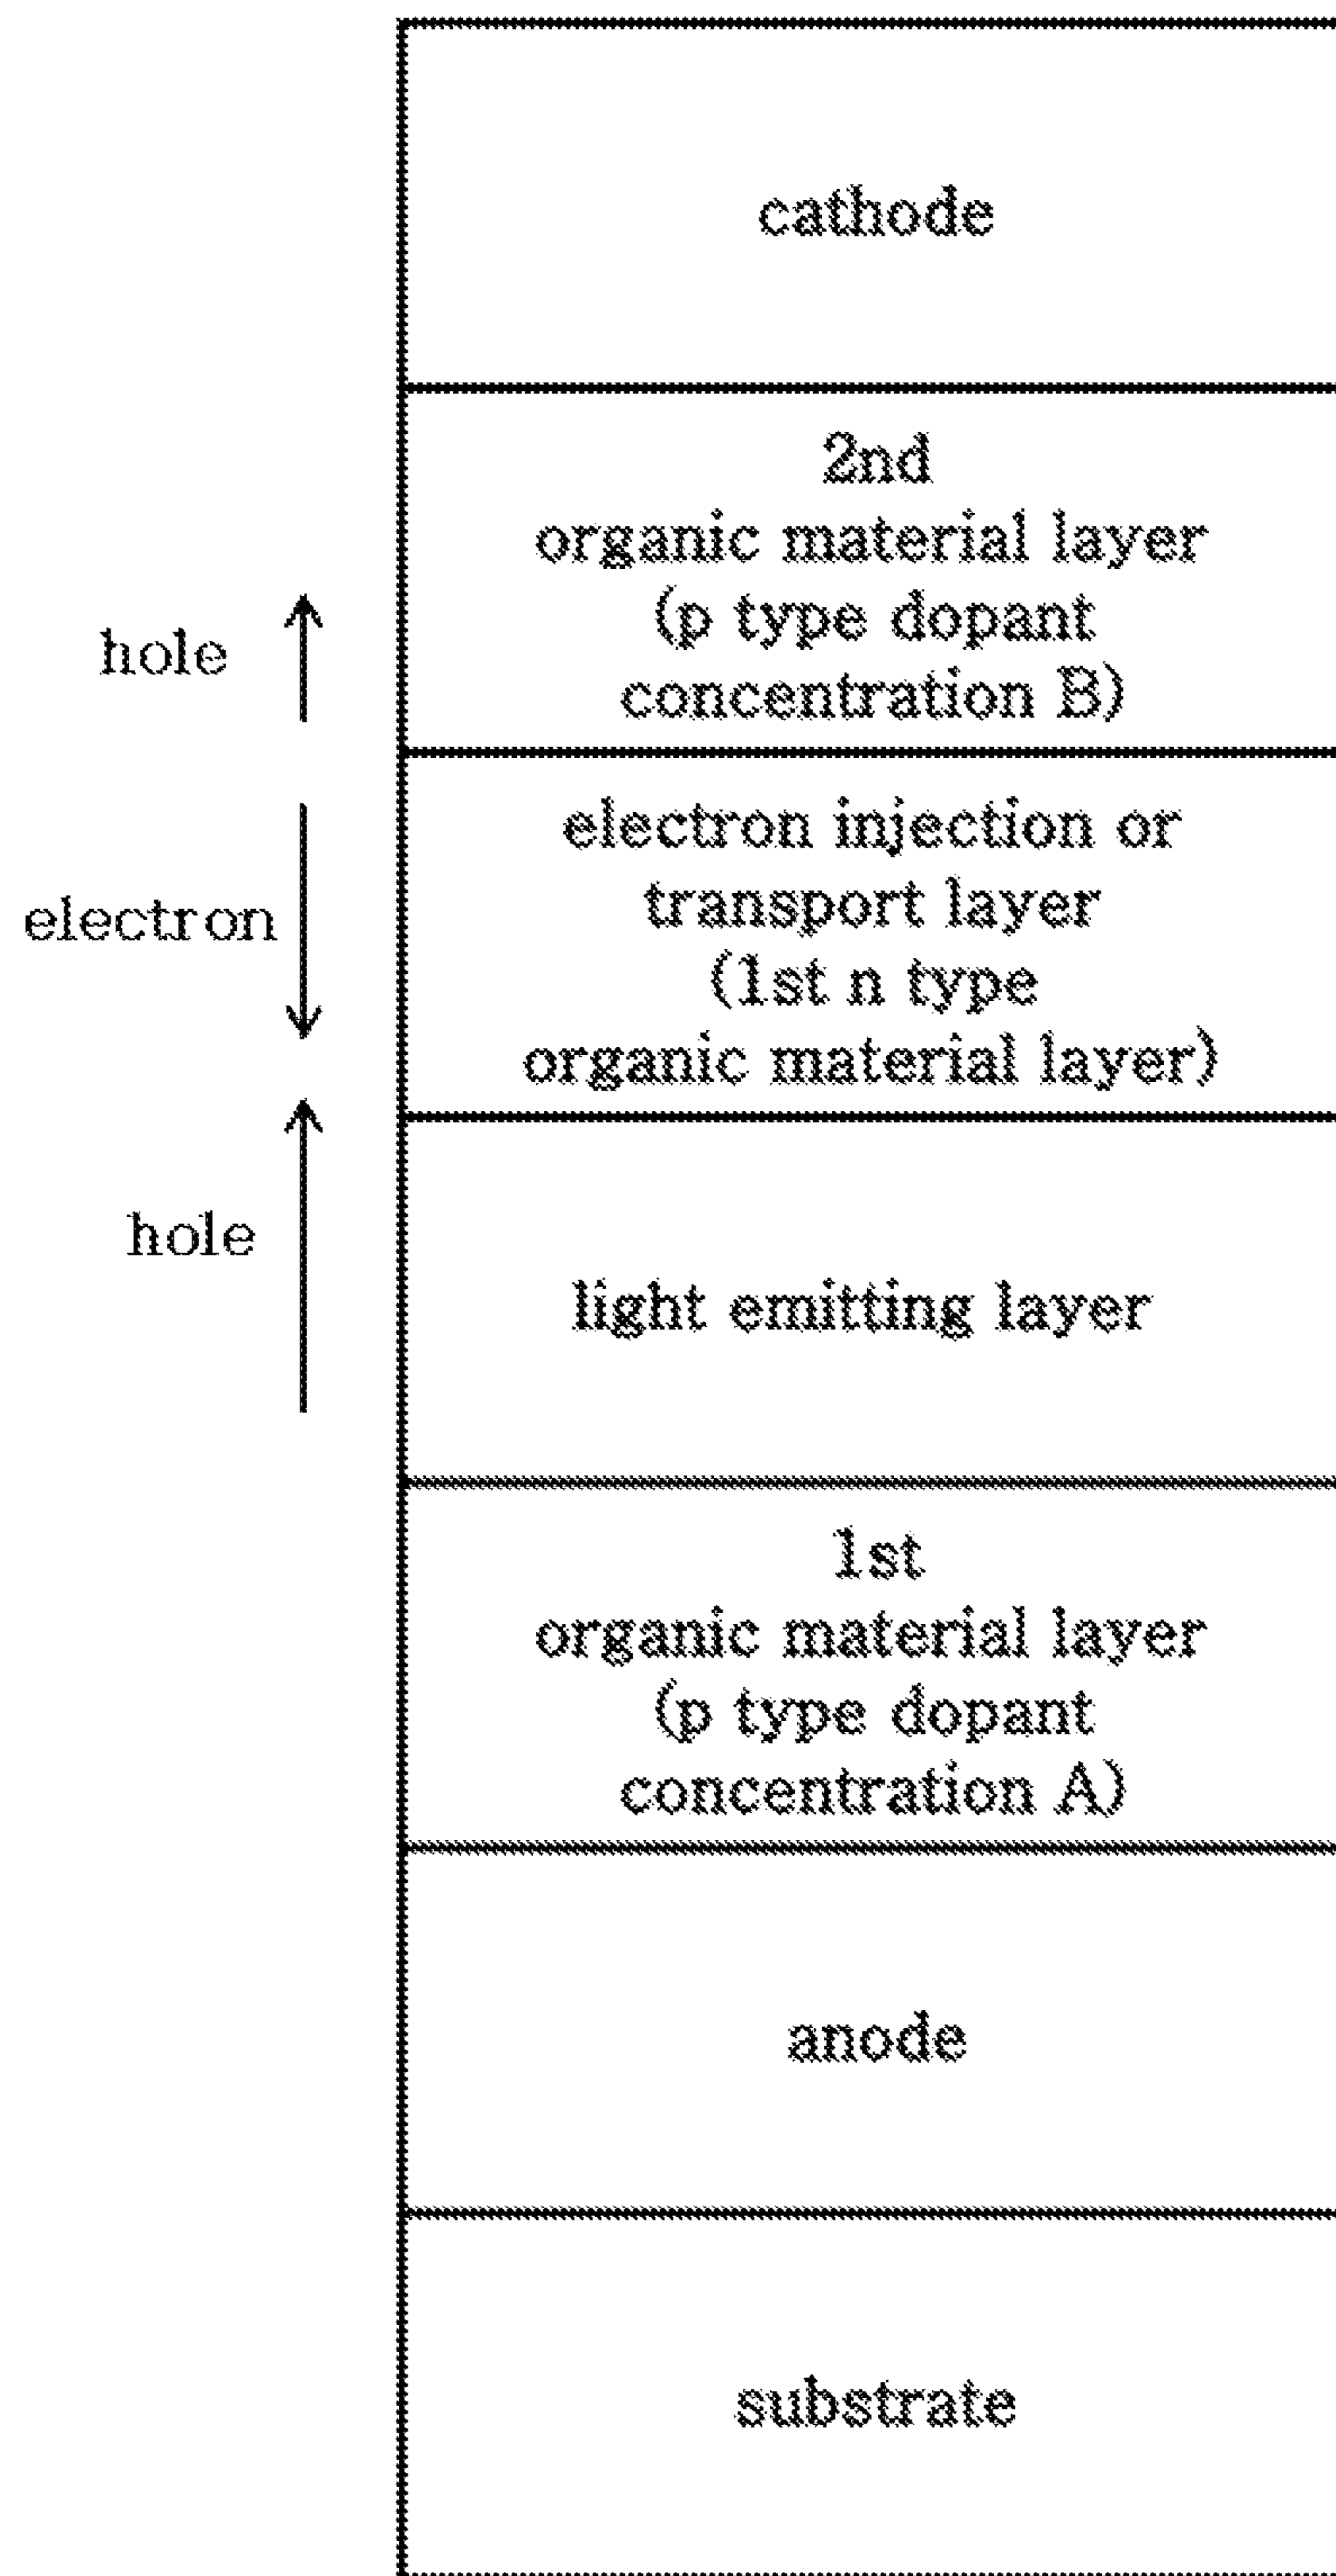 cathode
2nd
organic material layer
(p type dopant
concentration B)
hole
electron injection or
transport layer
(1st n type
organic material layer)
electron
hole
light emitting layer
1st
organic material layer
(p type dopant
concentration A)
anode
substrate